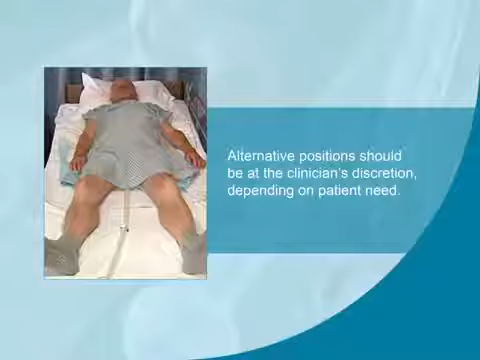 Alternative positions should
be at the clinician's discretion,
depending on patient need.